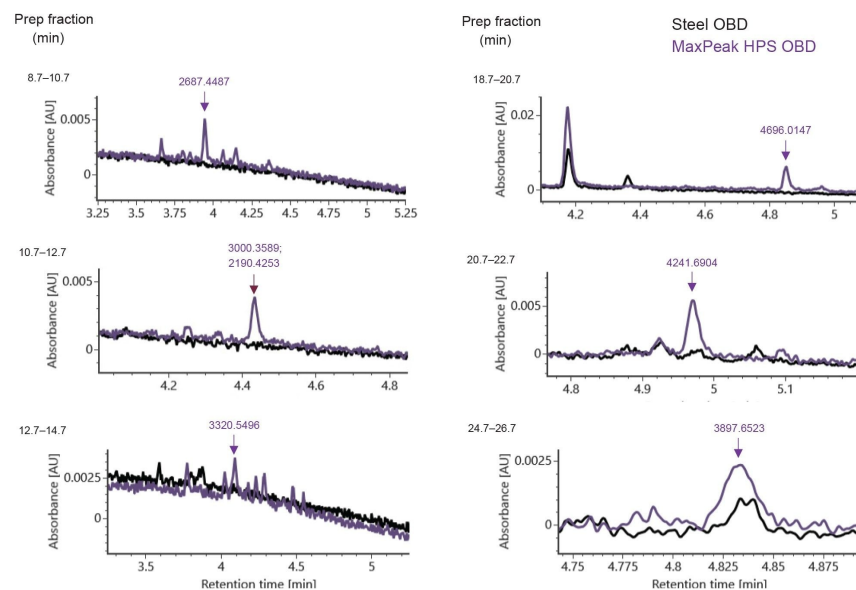 Prep fraction
(min)
8.7–10.7
2687.4487
Absorbance [AU]
0.005
0
3.25 3.5 3.75 4 4.25 4.5 4.75 5 5.25
10.7–12.7
3000.3589;
2190.4253
Absorbance [AU]
0.005
0
4.2 4.4 4.6 4.8
12.7–14.7
3320.5496
Absorbance [AU]
0.0025
0
3.5 4 4.5 5
Retention time [min]
Prep fraction
(min)
Steel OBD
MaxPeak HPS OBD
18.7–20.7
4696.0147
Absorbance [AU]
0.02
0
4.2 4.4 4.6 4.8 5
20.7–22.7
4241.6904
Absorbance [AU]
0.005
0
4.8 4.9 5 5.1
24.7–26.7
3897.6523
Absorbance [AU]
0.0025
0
4.75 4.775 4.8 4.825 4.85 4.875
Retention time [min]